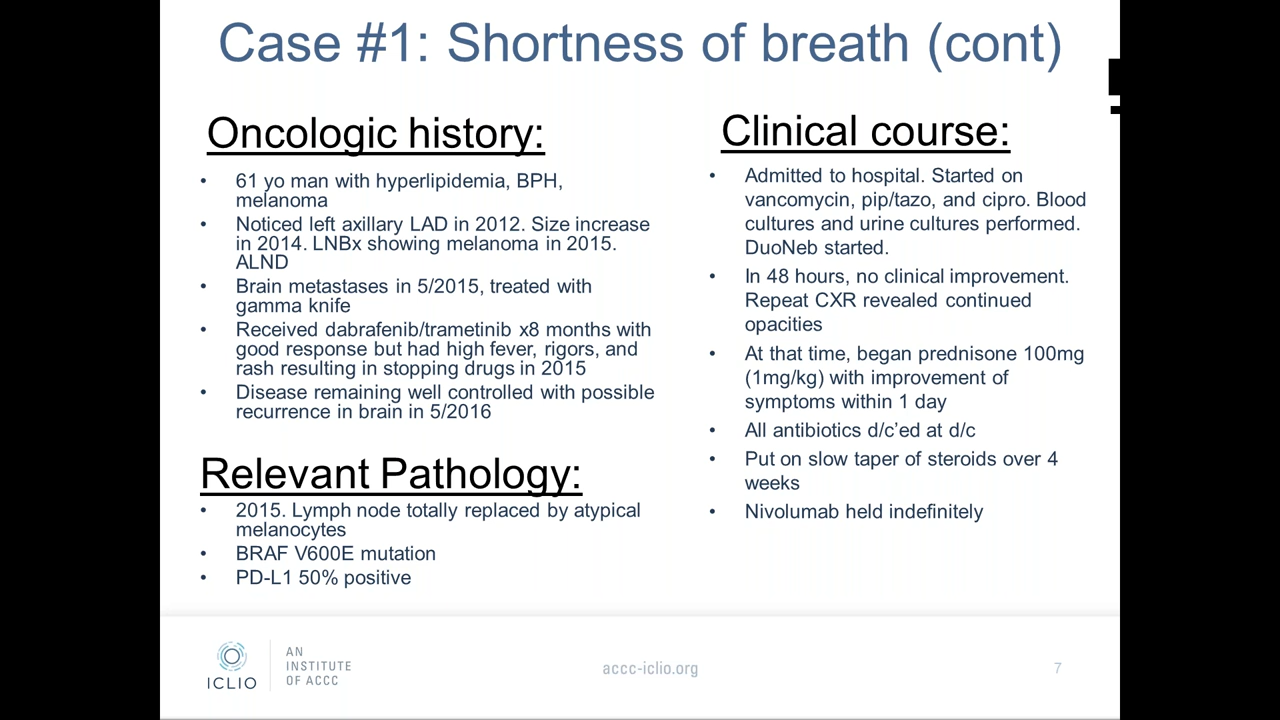 Case #1: Shortness of breath (cont)
Oncologic history:
• 61 yo man with hyperlipidemia, BPH,
melanoma
• Noticed left axillary LAD in 2012. Size increase
in 2014. LNBx showing melanoma in 2015.
ALND
• Brain metastases in 5/2015, treated with
gamma knife
• Received dabrafenib/trametinib x8 months with
good response but had high fever, rigors, and
rash resulting in stopping drugs in 2015
• Disease remaining well controlled with possible
recurrence in brain in 5/2016
Relevant Pathology:
• 2015. Lymph node totally replaced by atypical
melanocytes
• BRAF V600E mutation
• PD-L1 50% positive
Clinical course:
• Admitted to hospital. Started on
vancomycin, pip/tazo, and cipro. Blood
cultures and urine cultures performed.
DuoNeb started.
• In 48 hours, no clinical improvement.
Repeat CXR revealed continued
opacities
• At that time, began prednisone 100mg
(1mg/kg) with improvement of
symptoms within 1 day
• All antibiotics d/c’ed at d/c
• Put on slow taper of steroids over 4
weeks
• Nivolumab held indefinitely
ICLIO
AN
INSTITUTE
OF ACCC
accc-iclio.org
7